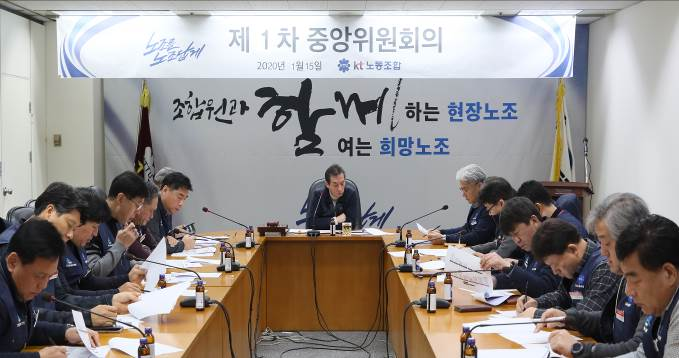 노조를 노조답게
제 1차 중앙위원회의
2020년 1월 15일
kt 노동조합
조합원과 함께 하는 현장노조
여는 희망노조